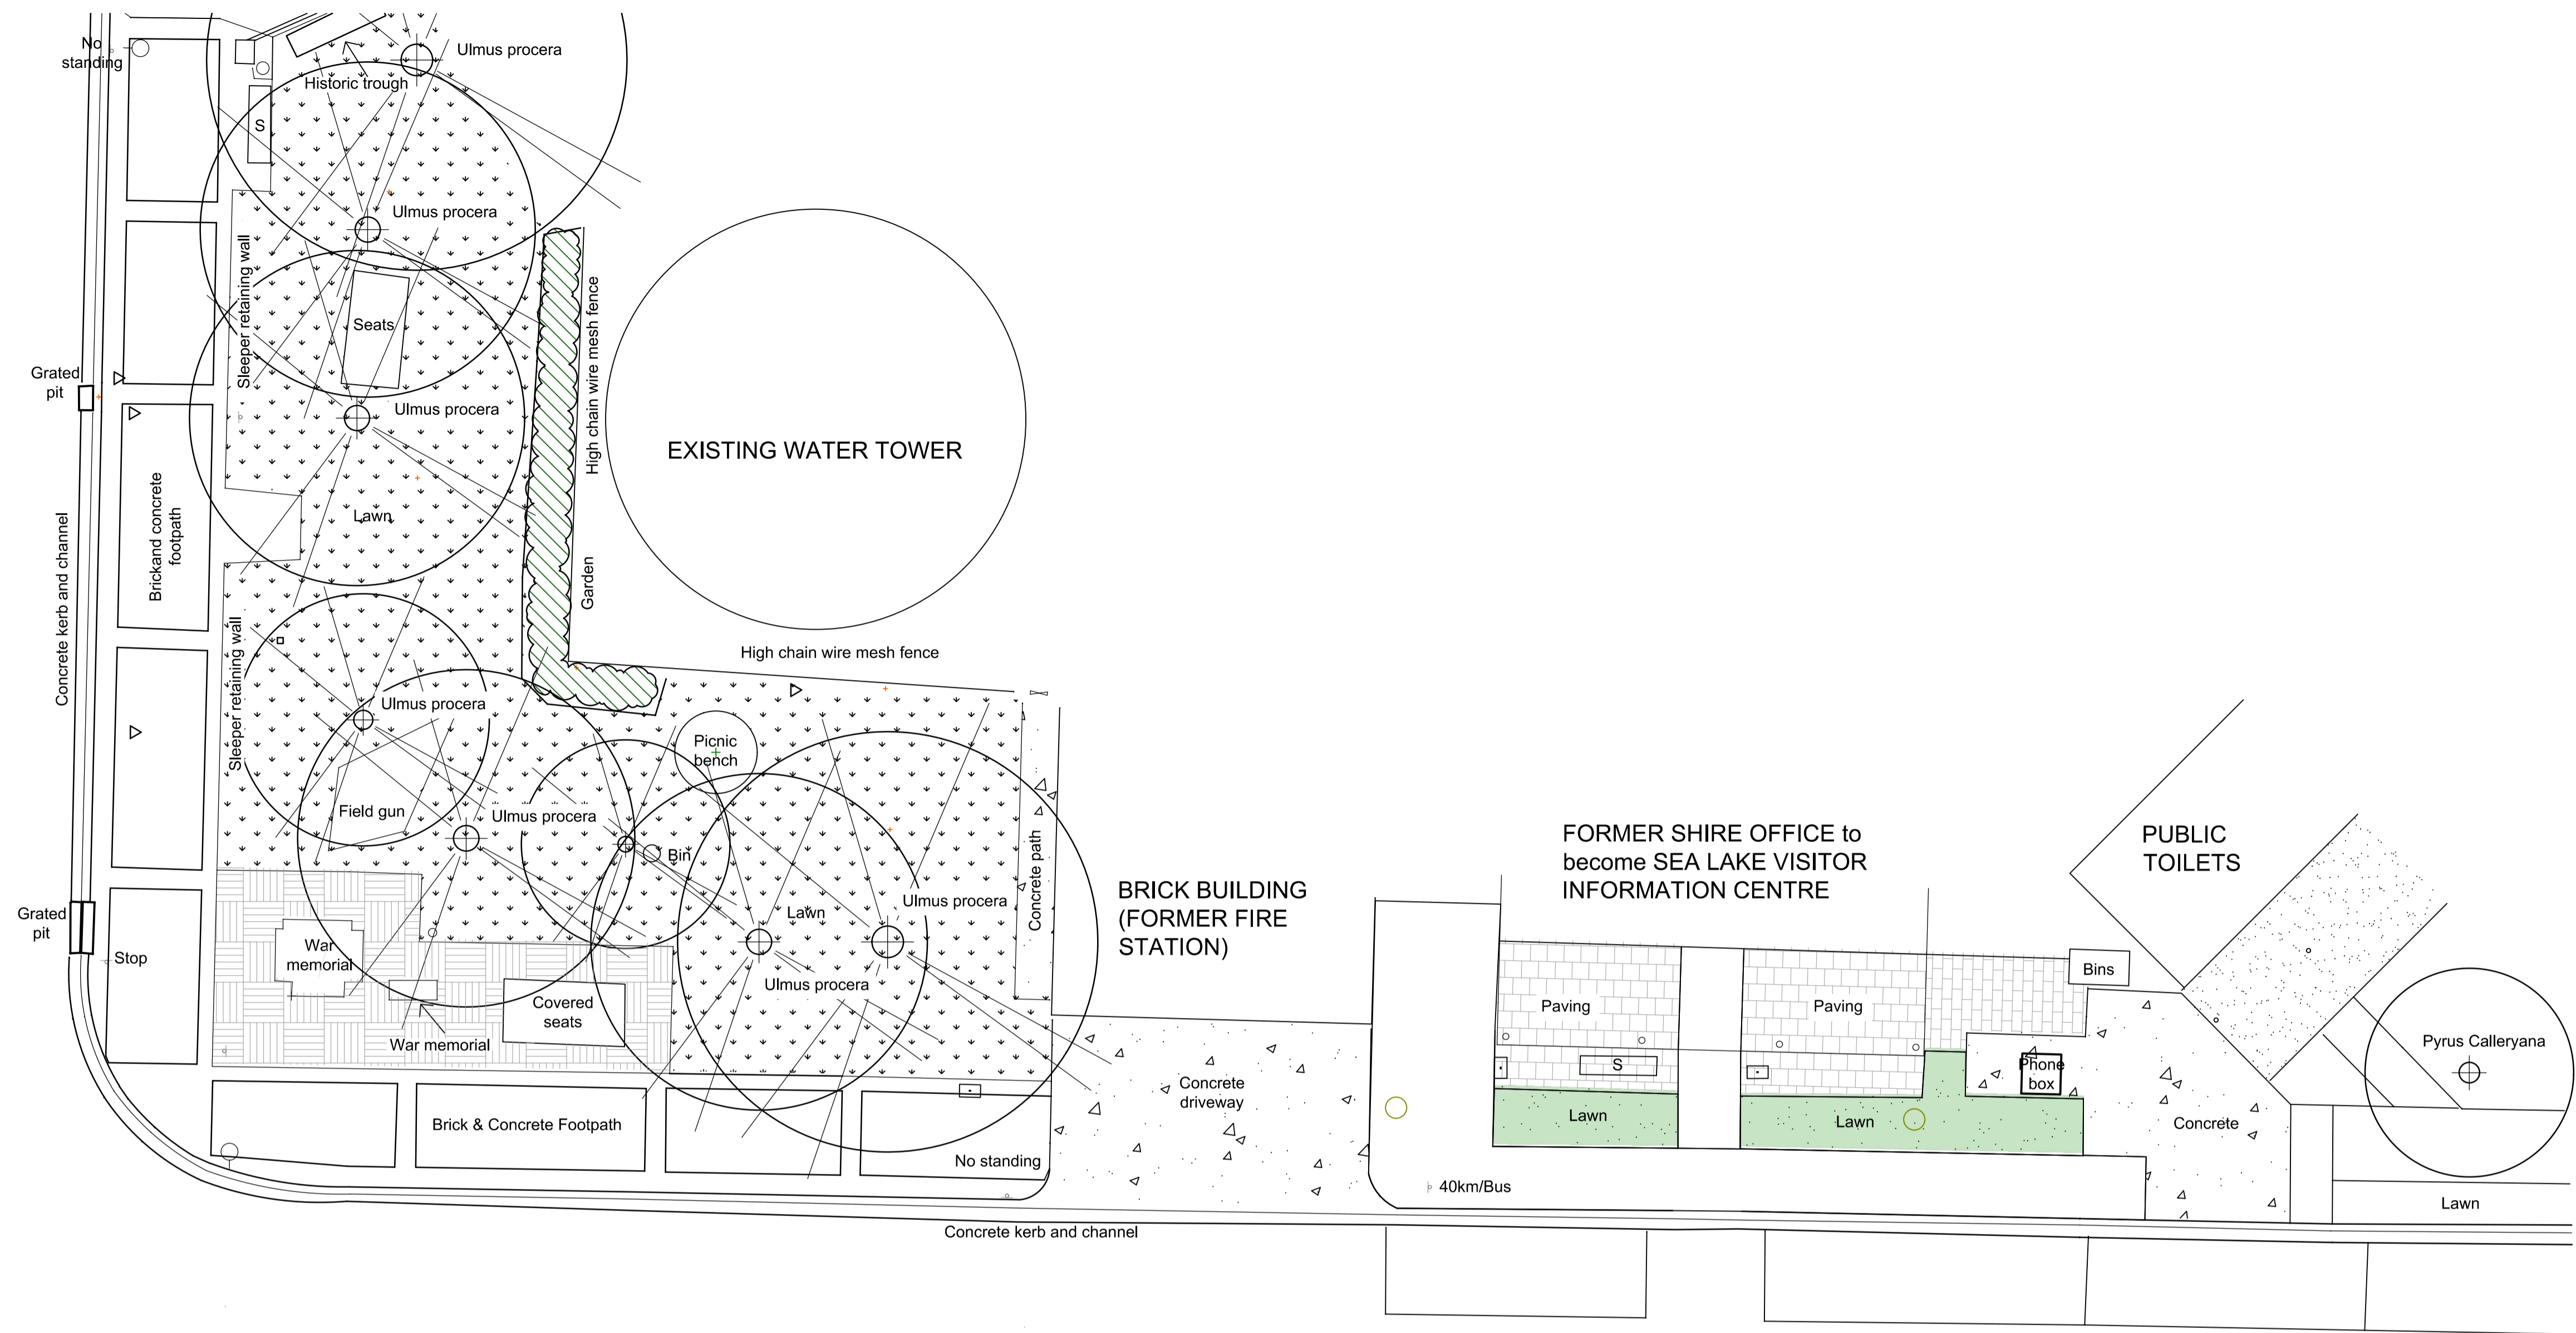 No
standing
Ulmus procera
Historic trough
S
Ulmus procera
Sleeper retaining wall
Seats
High chain wire mesh fence
Grated
pit
Ulmus procera
EXISTING WATER TOWER
Brickand concrete
footpath
Lawn
Concrete kerb and channel
Garden
High chain wire mesh fence
Sleeper retaining wall
Ulmus procera
Picnic
bench
Field gun
Ulmus procera
Bin
Concrete path
Ulmus procera
Lawn
BRICK BUILDING
(FORMER FIRE
STATION)
FORMER SHIRE OFFICE to
become SEA LAKE VISITOR
INFORMATION CENTRE
PUBLIC
TOILETS
Grated
pit
Stop
War
memorial
Ulmus procera
Covered
seats
War memorial
Paving
Paving
Bins
Pyrus Calleryana
S
Phone
box
Concrete
driveway
Brick & Concrete Footpath
Lawn
Lawn
Concrete
No standing
40km/Bus
Lawn
Concrete kerb and channel